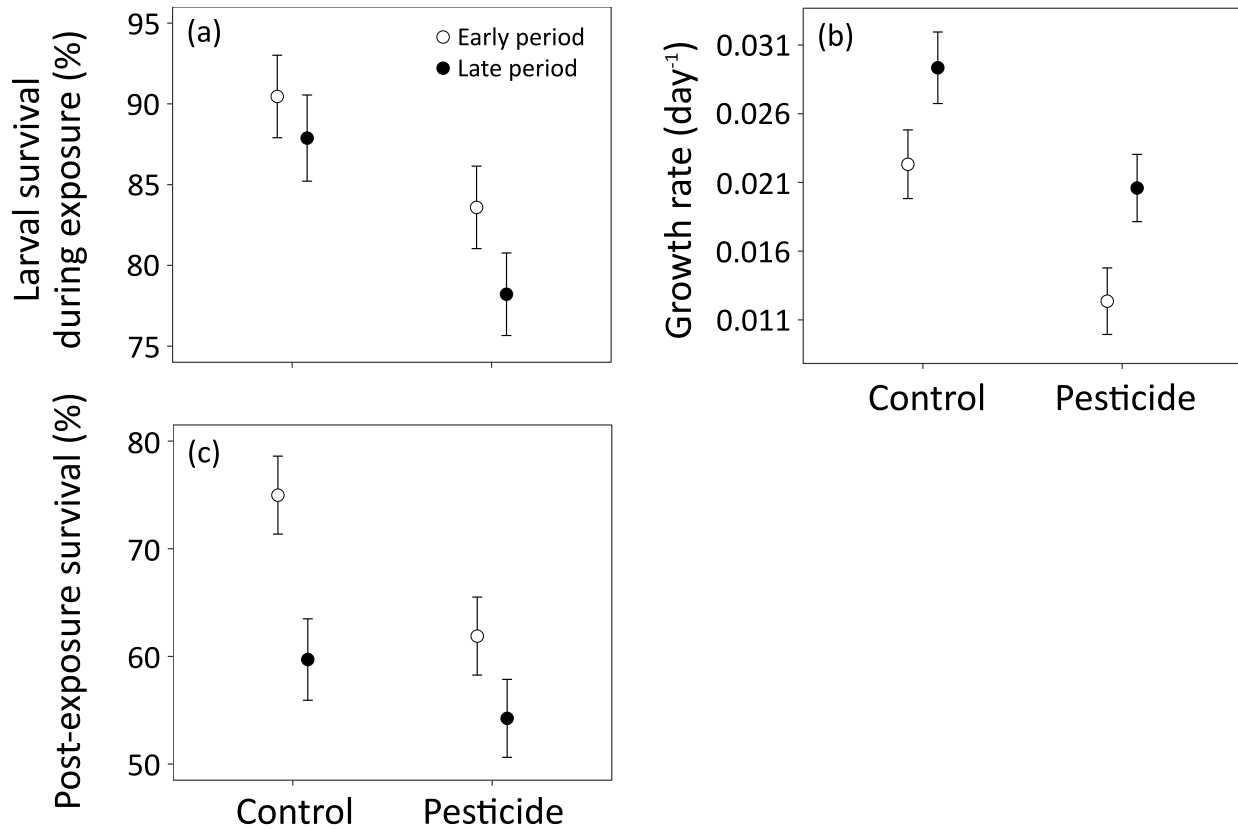 (a)
Early period
Late period
Larval survival
during exposure (%)
95
90
85
80
75
(b)
Growth rate (day⁻¹)
0.031
0.026
0.021
0.016
0.011
Control
Pesticide
(c)
Post-exposure survival (%)
80
70
60
50
Control
Pesticide